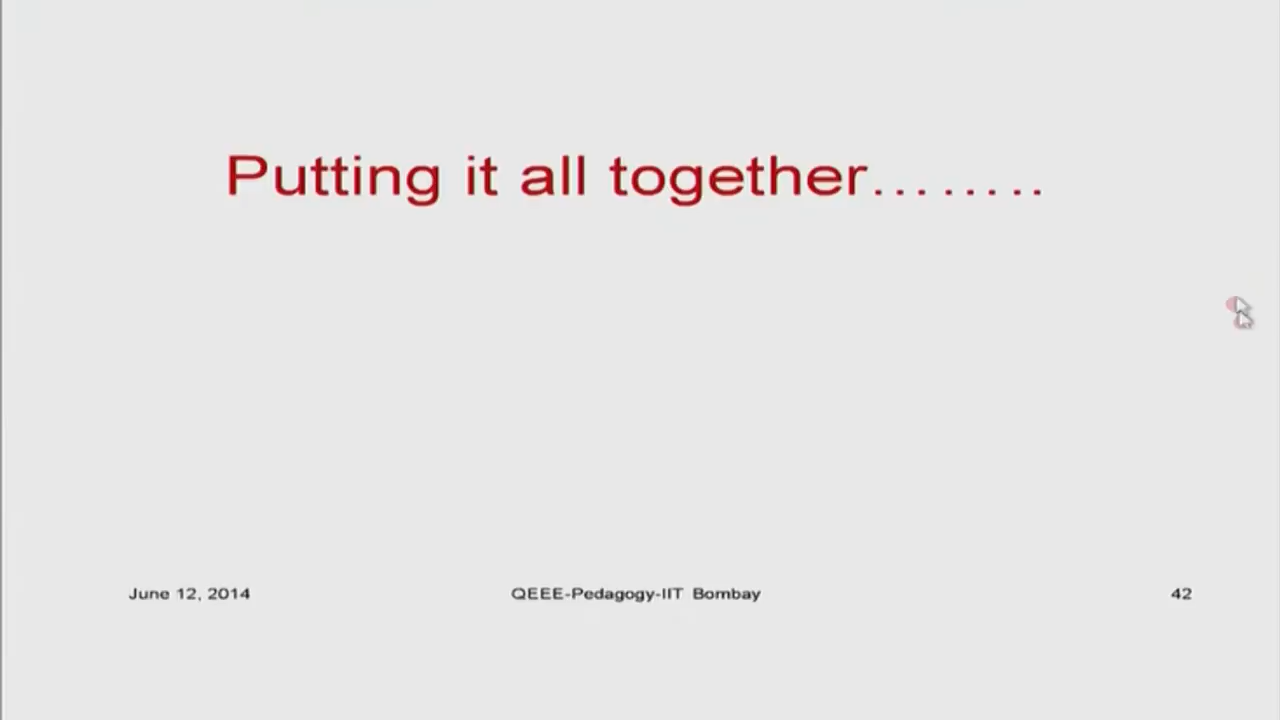 Putting it all together........
June 12, 2014
QEEE-Pedagogy-IIT Bombay
42